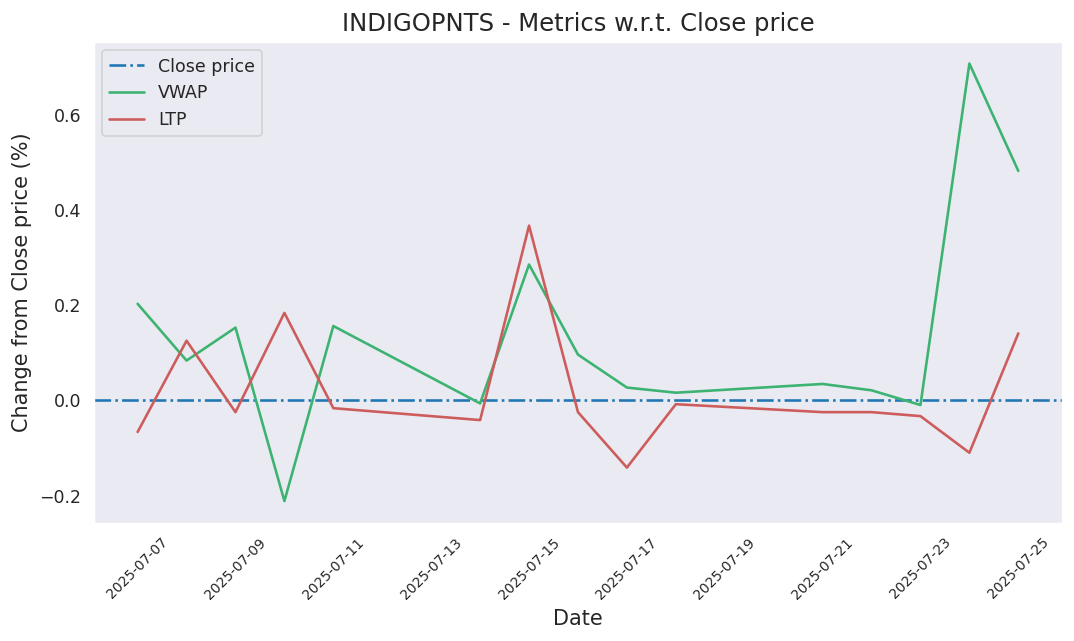 INDIGOPNTS - Metrics w.r.t. Close price
Close price
VWAP
LTP
Change from Close price (%)
0.6
0.4
0.2
0.0
−0.2
2025-07-07
2025-07-09
2025-07-11
2025-07-13
2025-07-15
2025-07-17
2025-07-19
2025-07-21
2025-07-23
2025-07-25
Date